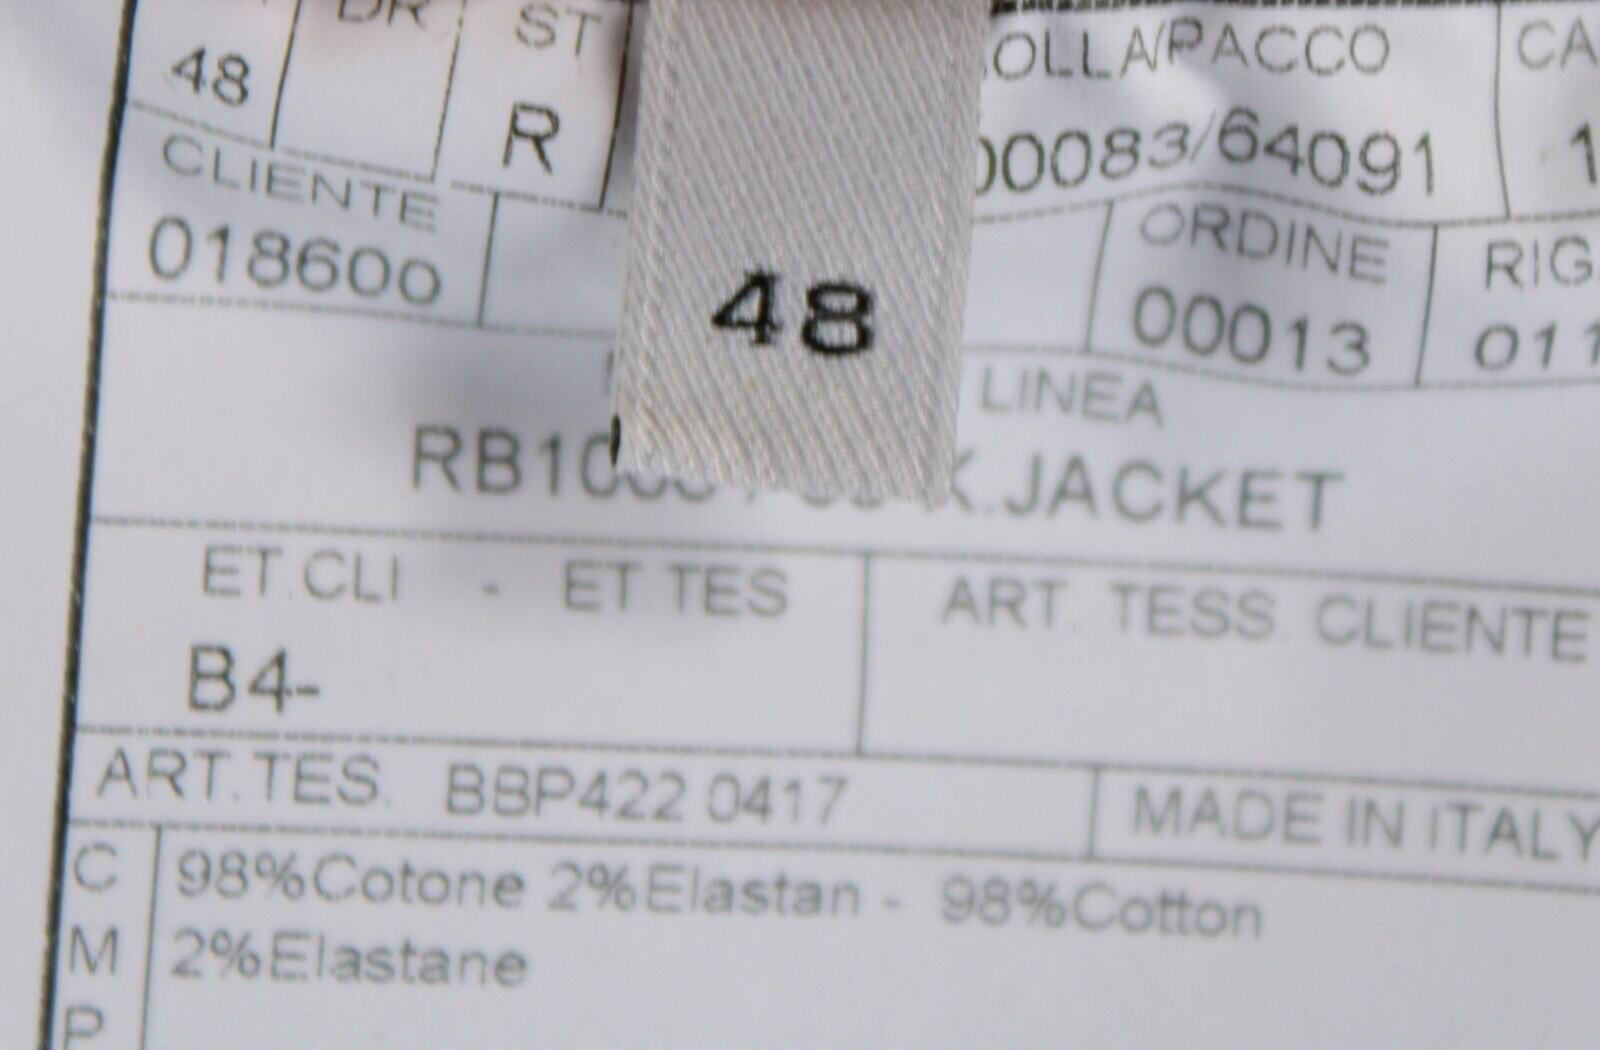 DR ST OLLA/PACCO CA
48 R 00083/64091 1
CLIENTE ORDINE RIG
018600 48 00013 011
LINEA
RB10 K.JACKET
ET.CLI - ET TES ART. TESS. CLIENTE
B4-
ART.TES. BBP422 0417 MADE IN ITALY
C 98%Cotone 2%Elastan - 98%Cotton
M 2%Elastane
P